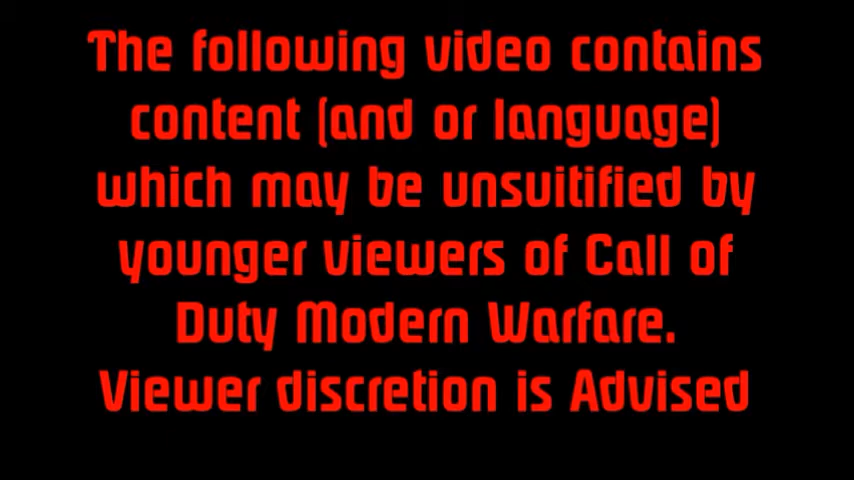 The following video contains
content (and or language)
which may be unsuitified by
younger viewers of Call of
Duty Modern Warfare.
Viewer discretion is Advised